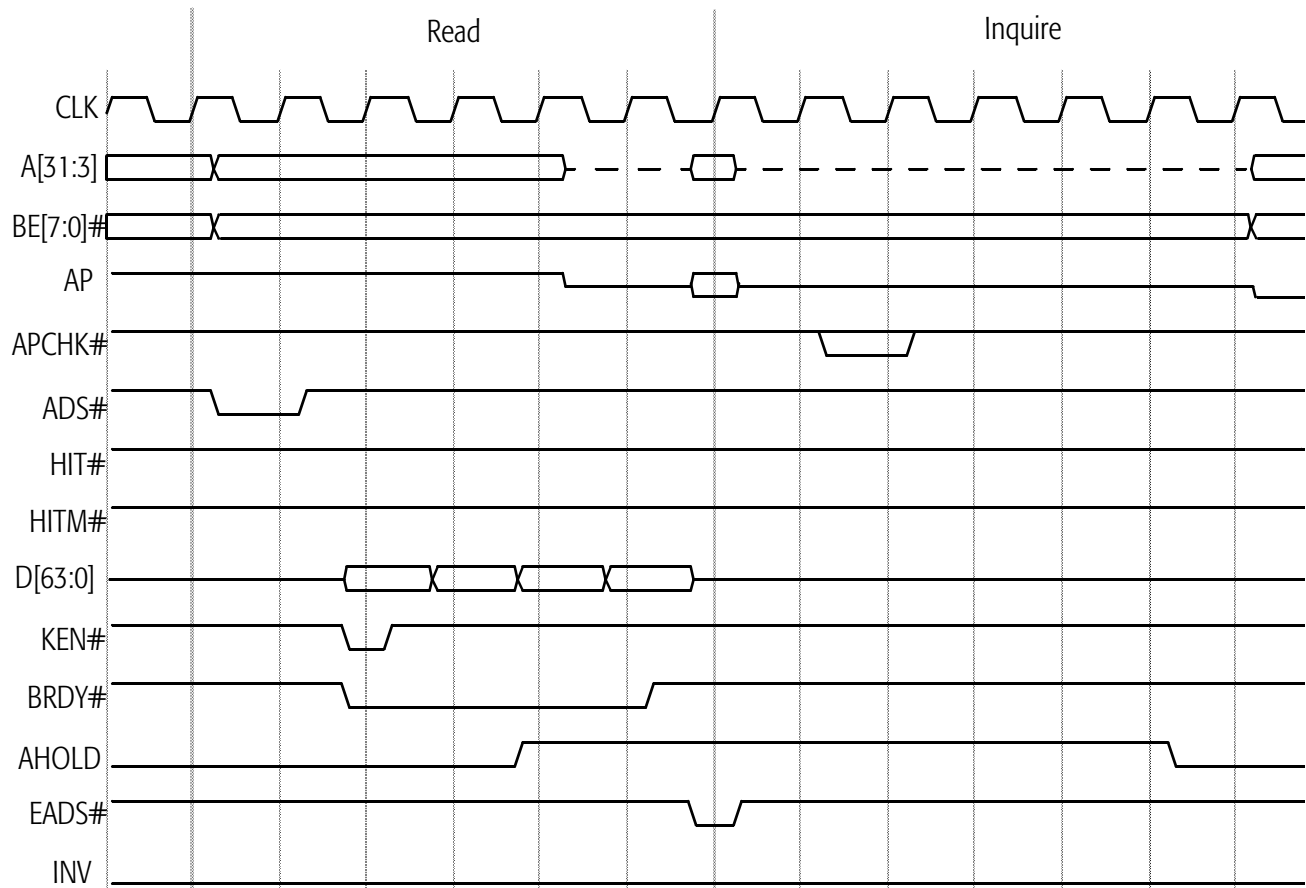 Read
Inquire
CLK
A[31:3]
BE[7:0]#
AP
APCHK#
ADS#
HIT#
HITM#
D[63:0]
KEN#
BRDY#
AHOLD
EADS#
INV